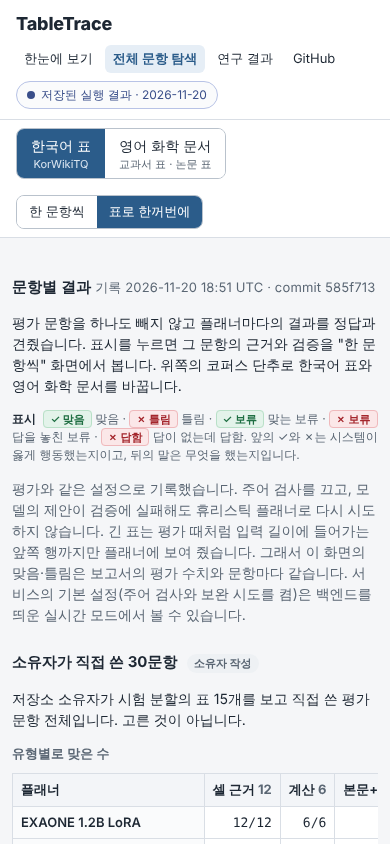 TableTrace
한눈에 보기 전체 문항 탐색 연구 결과 GitHub
저장된 실행 결과 · 2026-11-20
한국어 표 영어 화학 문서
KorWikiTQ 교과서 표 · 논문 표
한 문항씩 표로 한꺼번에
문항별 결과 기록 2026-11-20 18:51 UTC · commit 585f713
평가 문항을 하나도 빼지 않고 플래너마다의 결과를 정답과
견줬습니다. 표시를 누르면 그 문항의 근거와 검증을 "한 문
항씩" 화면에서 봅니다. 위쪽의 코퍼스 단추로 한국어 표와
영어 화학 문서를 바꿉니다.
표시 ✓ 맞음 맞음 · × 틀림 틀림 · ✓ 보류 맞는 보류 · × 보류
답을 놓친 보류 · × 답함 답이 없는데 답함. 앞의 ✓와 ×는 시스템이
옳게 행동했는지이고, 뒤의 말은 무엇을 했는지입니다.
평가와 같은 설정으로 기록했습니다. 주어 검사를 끄고, 모
델의 제안이 검증에 실패해도 휴리스틱 플래너로 다시 시도
하지 않습니다. 긴 표는 평가 때처럼 입력 길이에 들어가는
앞쪽 행까지만 플래너에 보여 줬습니다. 그래서 이 화면의
맞음·틀림은 보고서의 평가 수치와 문항마다 같습니다. 서
비스의 기본 설정(주어 검사와 보완 시도를 켬)은 백엔드를
띄운 실시간 모드에서 볼 수 있습니다.
소유자가 직접 쓴 30문항 소유자 작성
저장소 소유자가 시험 분할의 표 15개를 보고 직접 쓴 평가
문항 전체입니다. 고른 것이 아닙니다.
유형별로 맞은 수
플래너 셀 근거 12 계산 6 본문+
EXAONE 1.2B LoRA 12/12 6/6